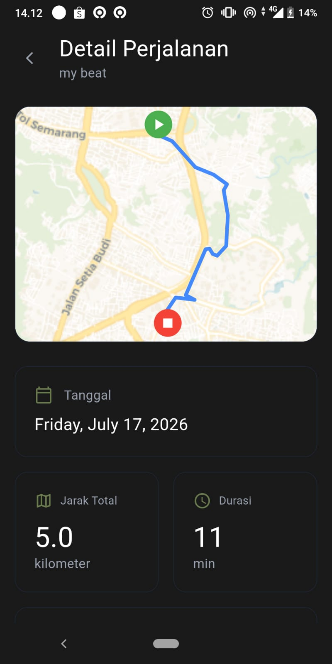 14.12
4G
14%
Detail Perjalanan
my beat
Tol Semarang
Jalan Setia Budi
Tanggal
Friday, July 17, 2026
Jarak Total
Durasi
5.0
11
kilometer
min